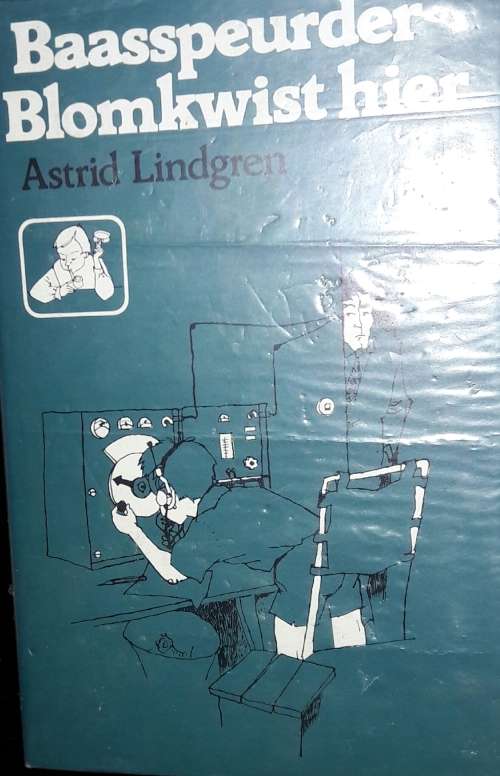 Baasspeurder
Blomkwist hier
Astrid Lindgren